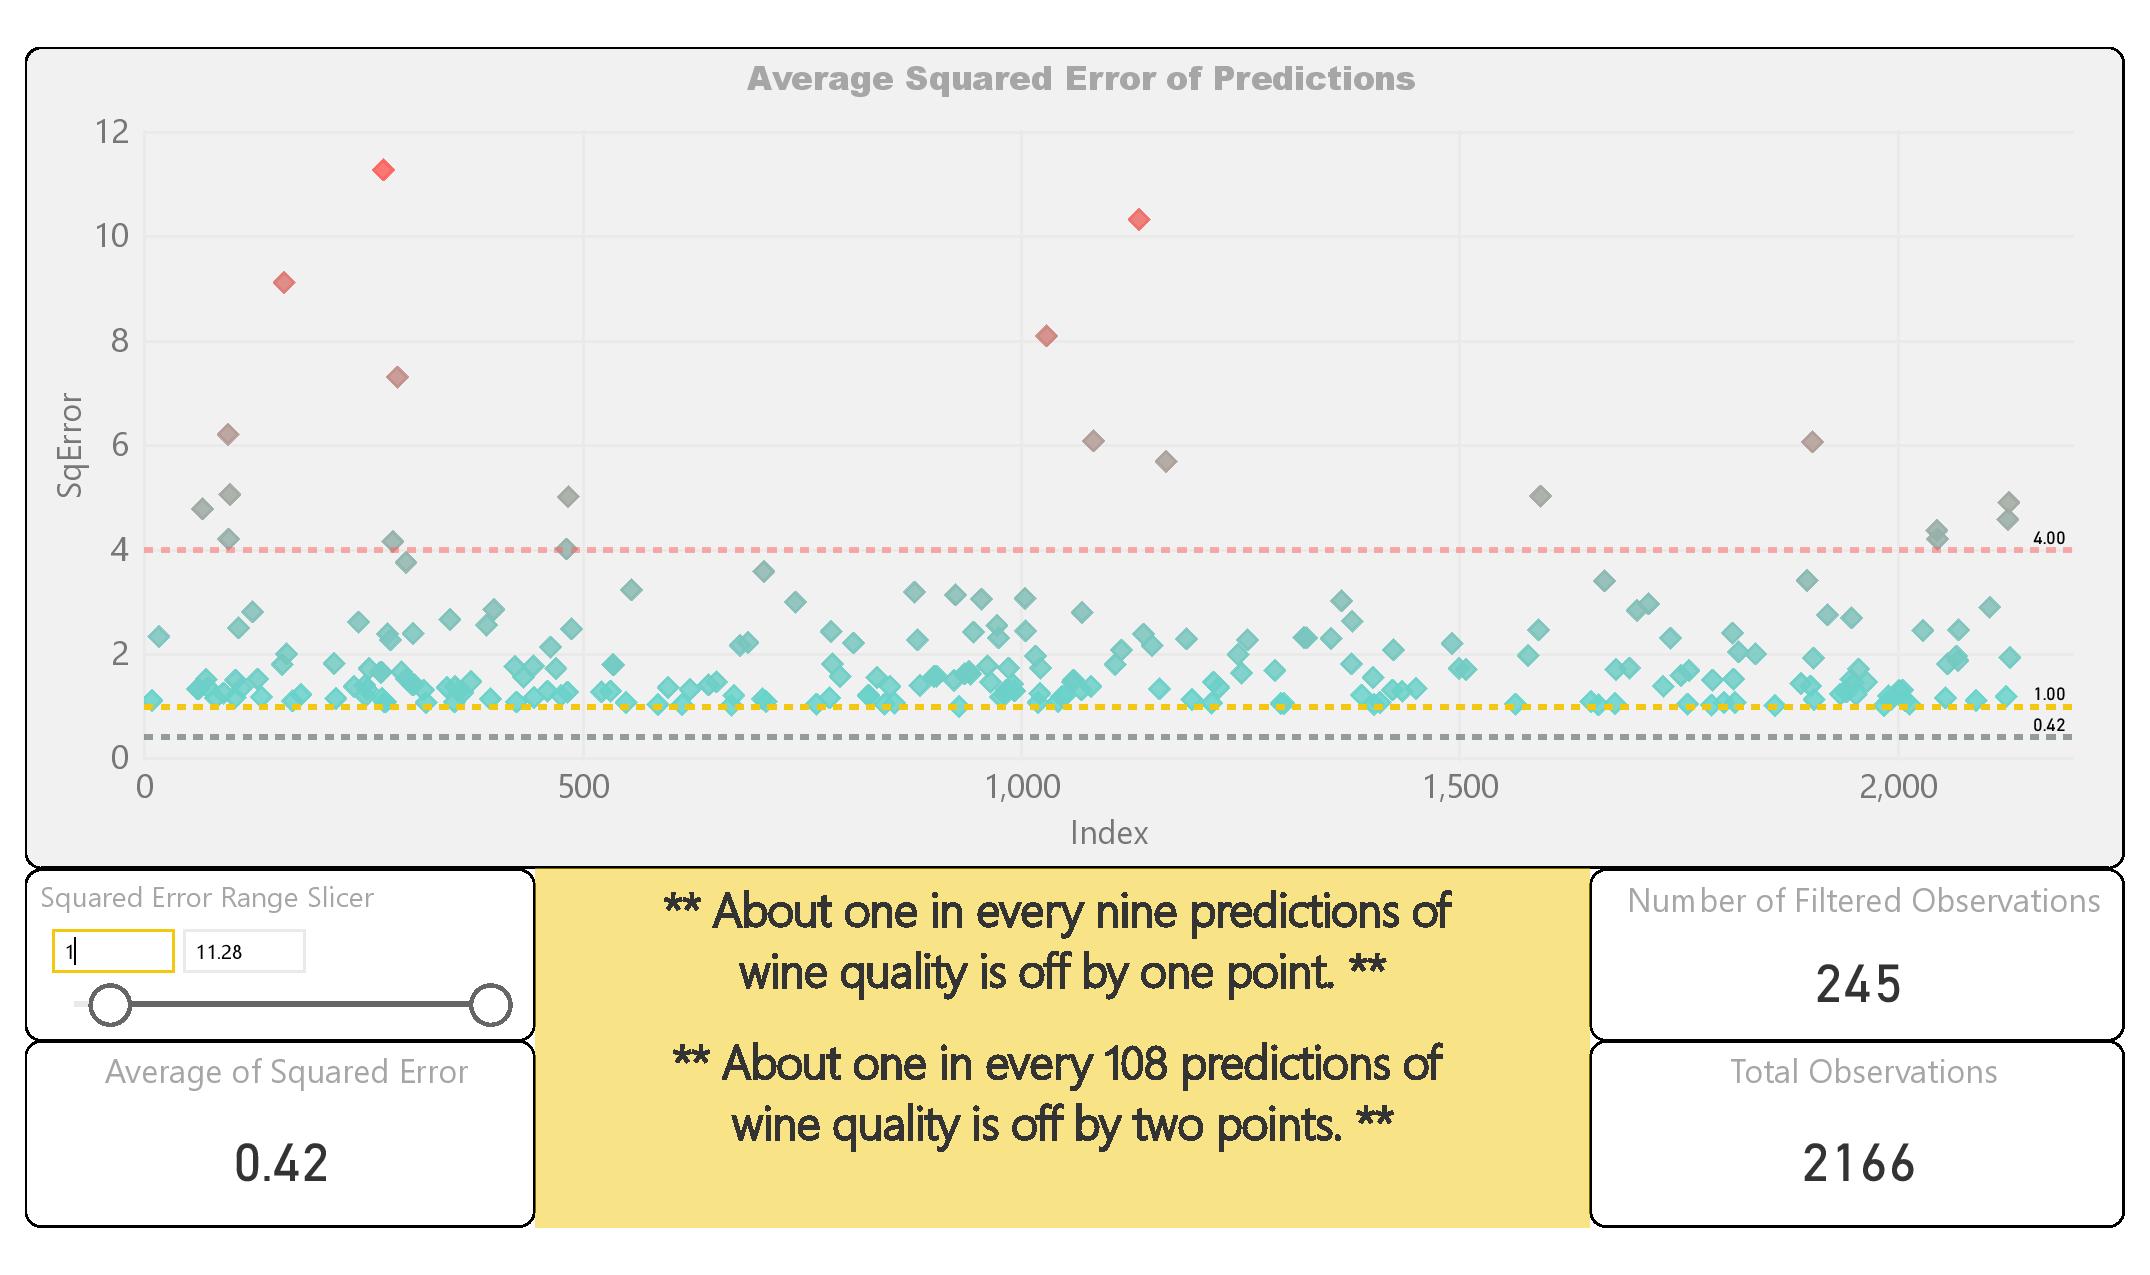 Average Squared Error of Predictions
12
10
8
6
4
2
0
SqError
4.00
1.00
0.42
0 500 1,000 1,500 2,000
Index
Squared Error Range Slicer
1 11.28
Average of Squared Error
0.42
** About one in every nine predictions of
wine quality is off by one point. **
** About one in every 108 predictions of
wine quality is off by two points. **
Number of Filtered Observations
245
Total Observations
2166